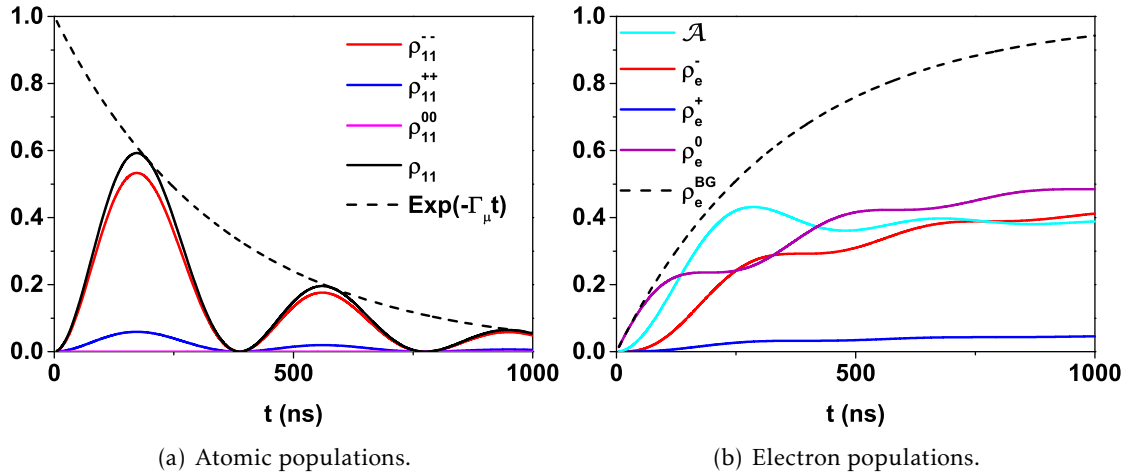 1.0
0.8
0.6
0.4
0.2
0.0
0
500
1000
t (ns)
ρ₁₁⁻⁻
ρ₁₁⁺⁺
ρ₁₁⁰⁰
ρ₁₁
Exp(-Γ_μt)
(a) Atomic populations.
1.0
0.8
0.6
0.4
0.2
0.0
0
500
1000
t (ns)
𝒜
ρₑ⁻
ρₑ⁺
ρₑ⁰
ρₑᴮᴳ
(b) Electron populations.